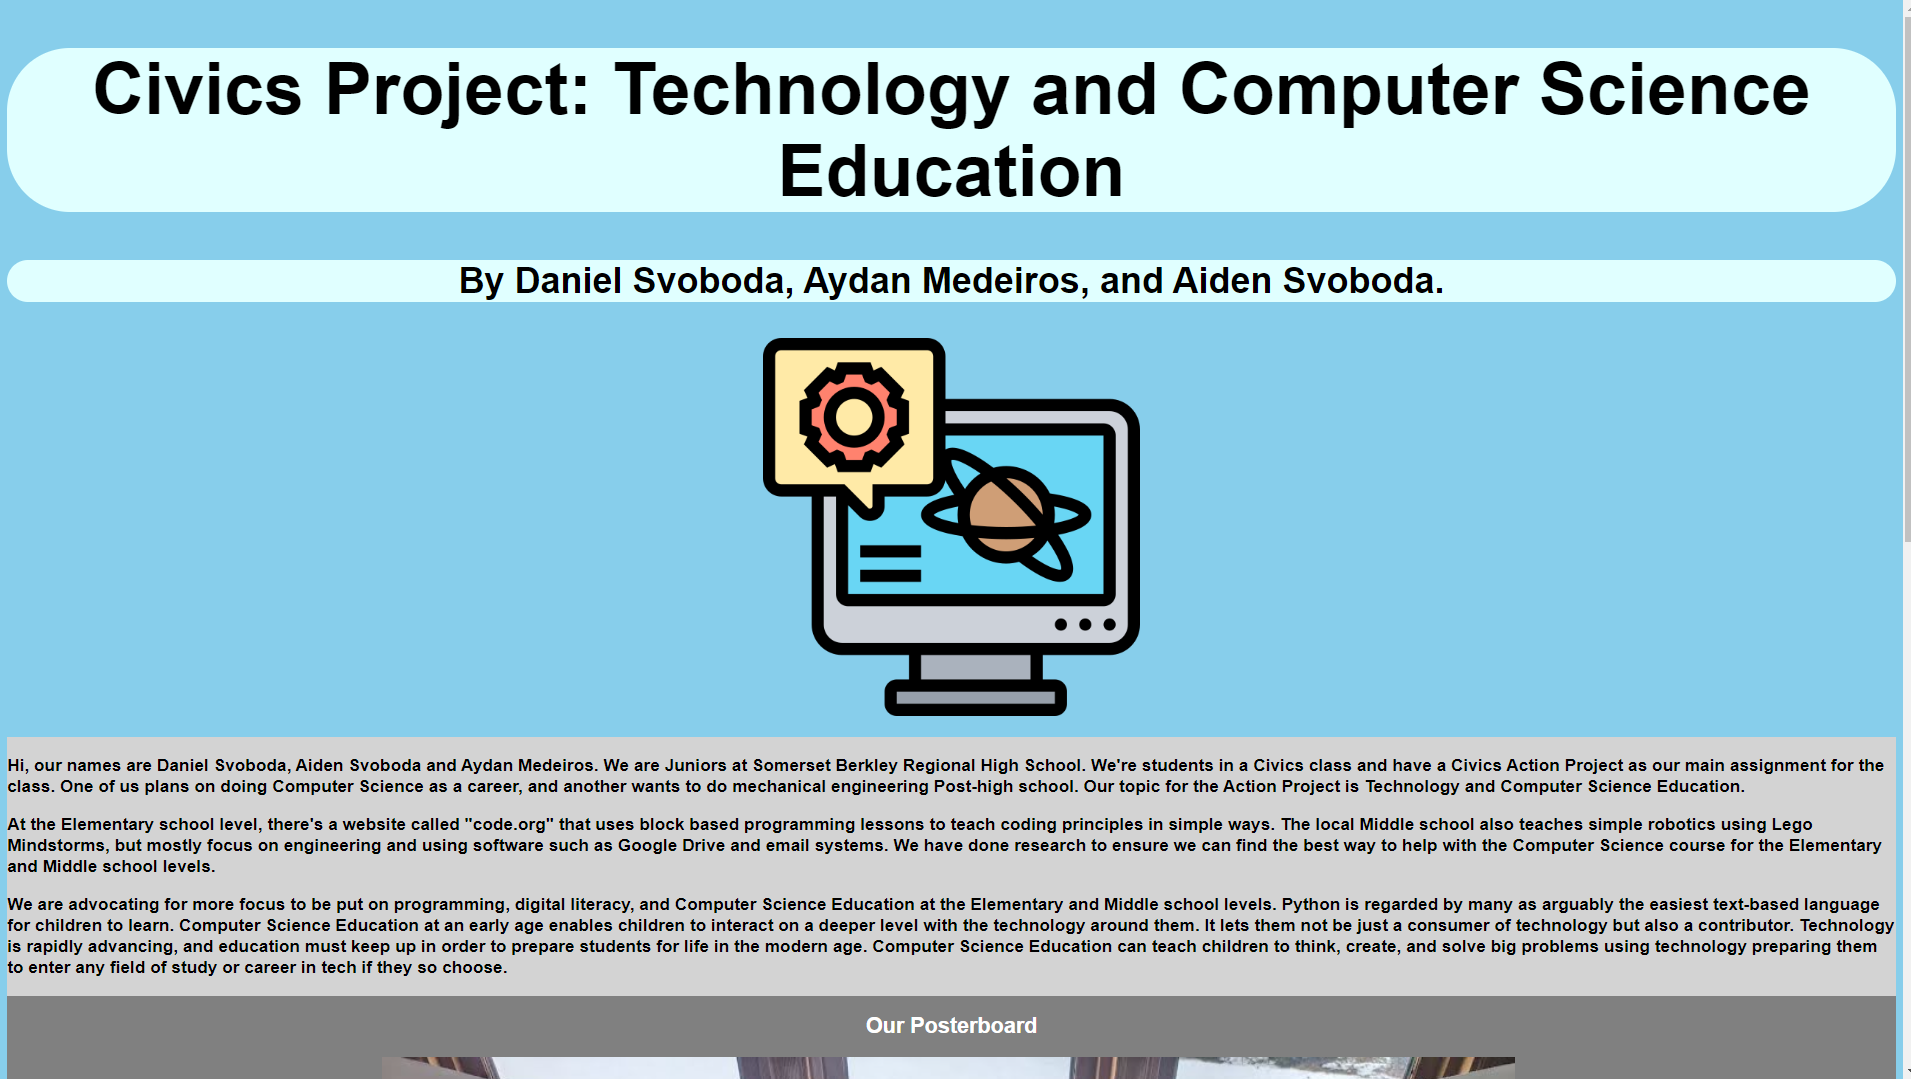 Civics Project: Technology and Computer Science
Education
By Daniel Svoboda, Aydan Medeiros, and Aiden Svoboda.
Hi, our names are Daniel Svoboda, Aiden Svoboda and Aydan Medeiros. We are Juniors at Somerset Berkley Regional High School. We're students in a Civics class and have a Civics Action Project as our main assignment for the
class. One of us plans on doing Computer Science as a career, and another wants to do mechanical engineering Post-high school. Our topic for the Action Project is Technology and Computer Science Education.
At the Elementary school level, there's a website called "code.org" that uses block based programming lessons to teach coding principles in simple ways. The local Middle school also teaches simple robotics using Lego
Mindstorms, but mostly focus on engineering and using software such as Google Drive and email systems. We have done research to ensure we can find the best way to help with the Computer Science course for the Elementary
and Middle school levels.
We are advocating for more focus to be put on programming, digital literacy, and Computer Science Education at the Elementary and Middle school levels. Python is regarded by many as arguably the easiest text-based language
for children to learn. Computer Science Education at an early age enables children to interact on a deeper level with the technology around them. It lets them not be just a consumer of technology but also a contributor. Technology
is rapidly advancing, and education must keep up in order to prepare students for life in the modern age. Computer Science Education can teach children to think, create, and solve big problems using technology preparing them
to enter any field of study or career in tech if they so choose.
Our Posterboard